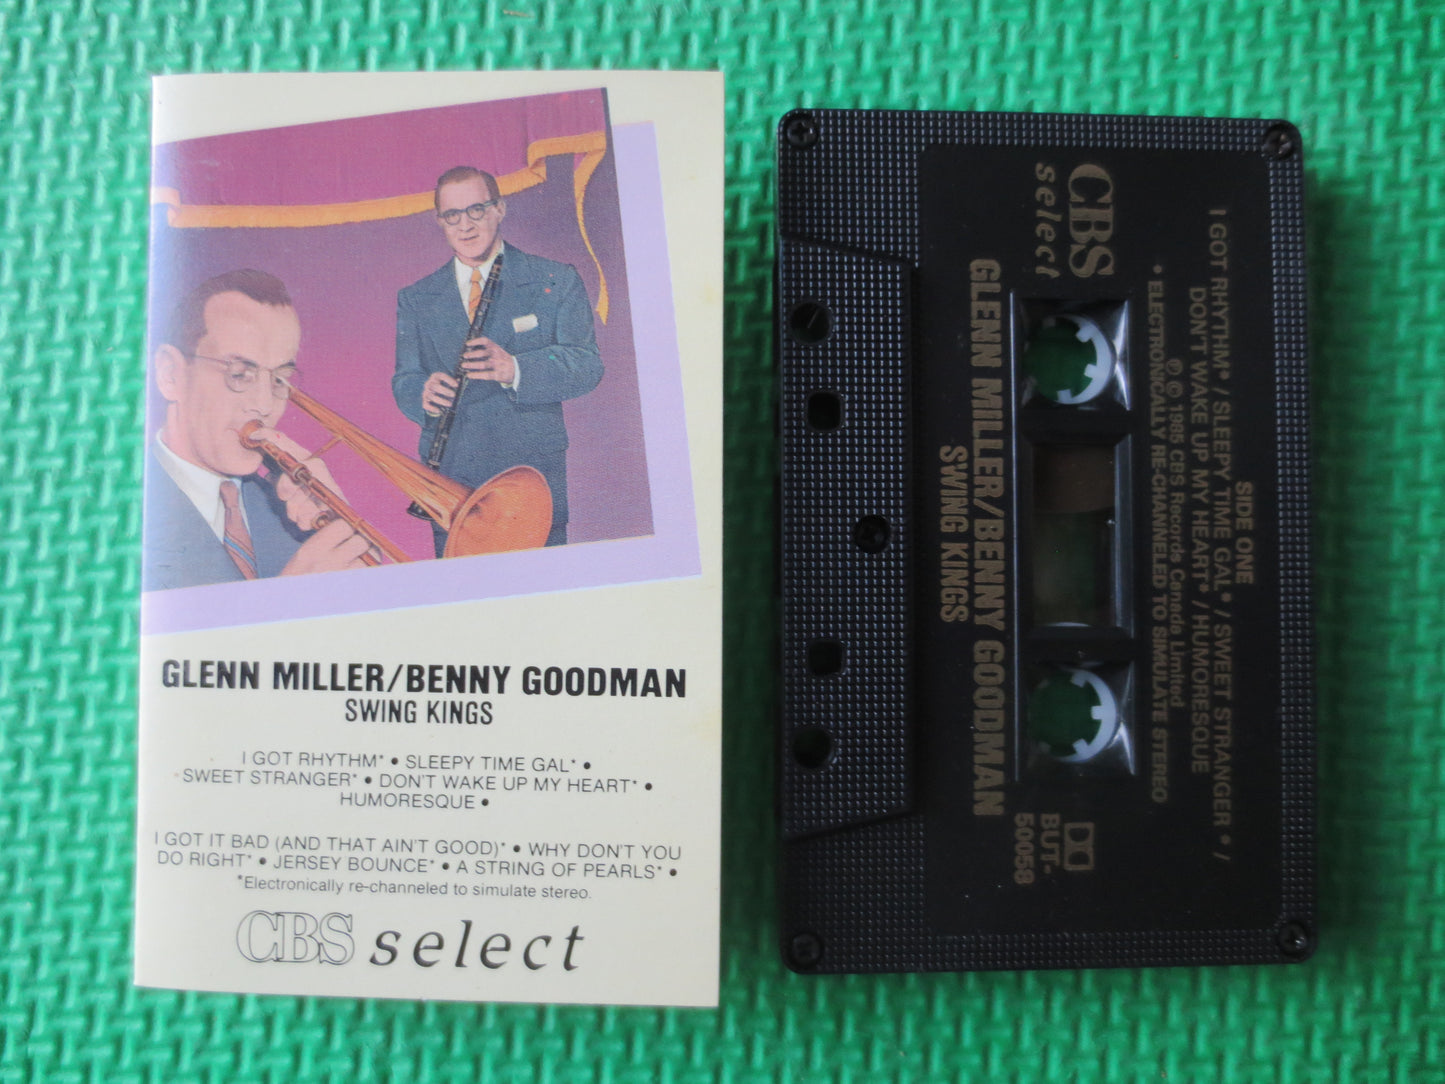 GLENN MILLER/BENNY GOODMAN
SWING KINGS
I GOT RHYTHM* • SLEEPY TIME GAL* •
SWEET STRANGER* • DON'T WAKE UP MY HEART* •
HUMORESQUE •
I GOT IT BAD (AND THAT AIN'T GOOD)* • WHY DON'T YOU
DO RIGHT* • JERSEY BOUNCE* • A STRING OF PEARLS* •
*Electronically re-channeled to simulate stereo.
CBS select
CBS
select
SIDE ONE
I GOT RHYTHM* / SLEEPY TIME GAL* / SWEET STRANGER* /
DON'T WAKE UP MY HEART* / HUMORESQUE
℗ © 1985 CBS Records Canada Limited
* ELECTRONICALLY RE-CHANNELED TO SIMULATE STEREO
GLENN MILLER/BENNY GOODMAN
SWING KINGS
BUT-
50058